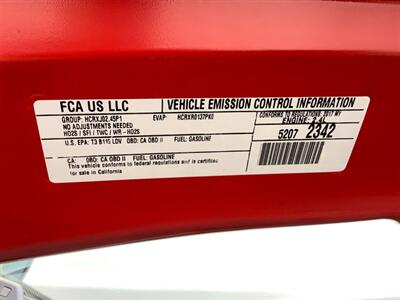 FCA US LLC
VEHICLE EMISSION CONTROL INFORMATION
GROUP: HCRXJ02.45P1
EVAP: HCRXR0137PK0
NO ADJUSTMENTS NEEDED
HO2S / SFI / TWC / WR - HO2S
CONFORMS TO REGULATIONS: 2017 MY
ENGINE: 2.4L
5207 2342
U.S. EPA: T3 B110 LDV OBD: CA OBD II FUEL: GASOLINE
CA: OBD: CA OBD II FUEL: GASOLINE
This vehicle conforms to federal regulations and is certified
for sale in California